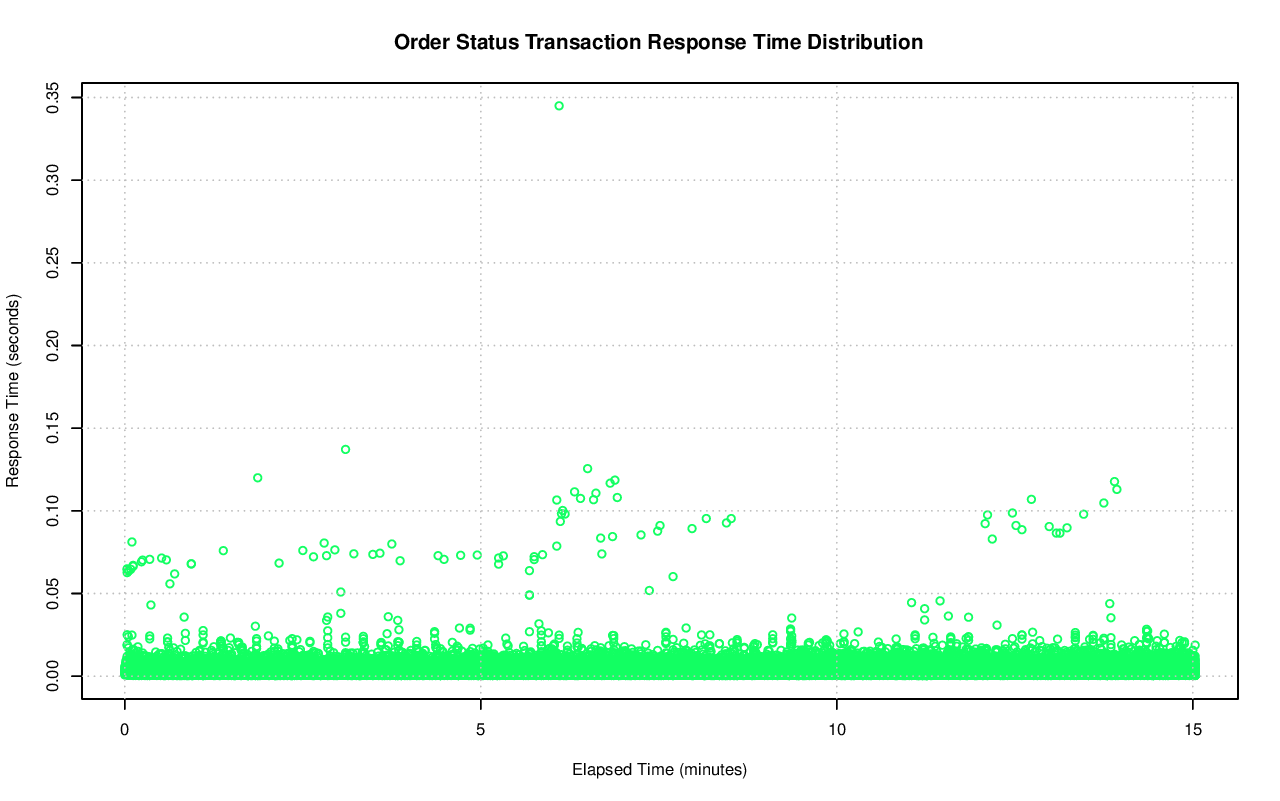 Order Status Transaction Response Time Distribution
Response Time (seconds)
0.35
0.30
0.25
0.20
0.15
0.10
0.05
0.00
0 5 10 15
Elapsed Time (minutes)